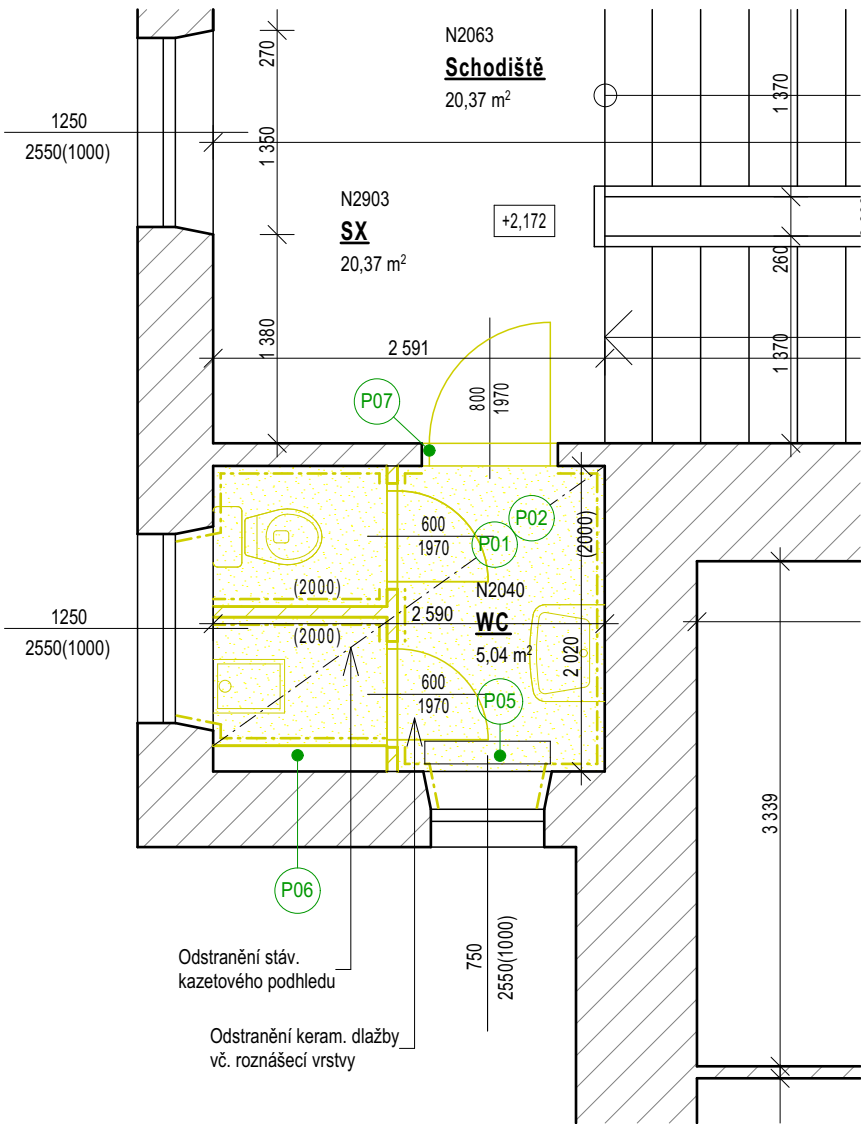 N2063
Schodiště
20,37 m²
270
1 370
1250
2550(1000)
1 350
N2903
SX
20,37 m²
+2,172
260
1 380
2 591
1 370
800
1970
P07
P02
P01
600
1970
(2000)
(2000)
N2040
WC
5,04 m²
2 590
(2000)
1250
2550(1000)
2 020
600
1970
P05
3 339
P06
750
2550(1000)
Odstranění stáv.
kazetového podhledu
Odstranění keram. dlažby
vč. roznášecí vrstvy